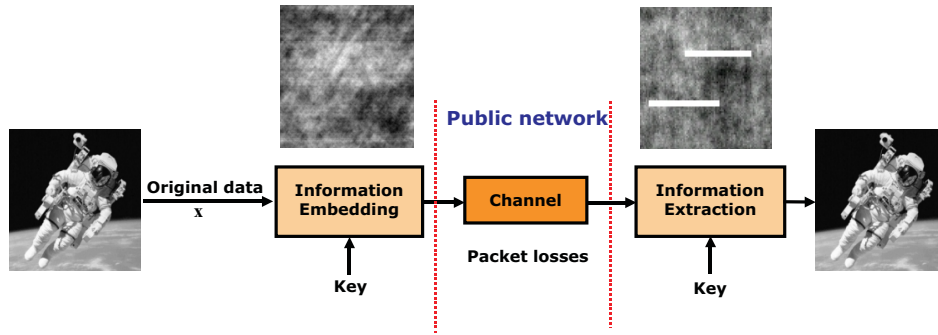 Public network
Original data
x
Information
Embedding
Channel
Information
Extraction
Packet losses
Key
Key